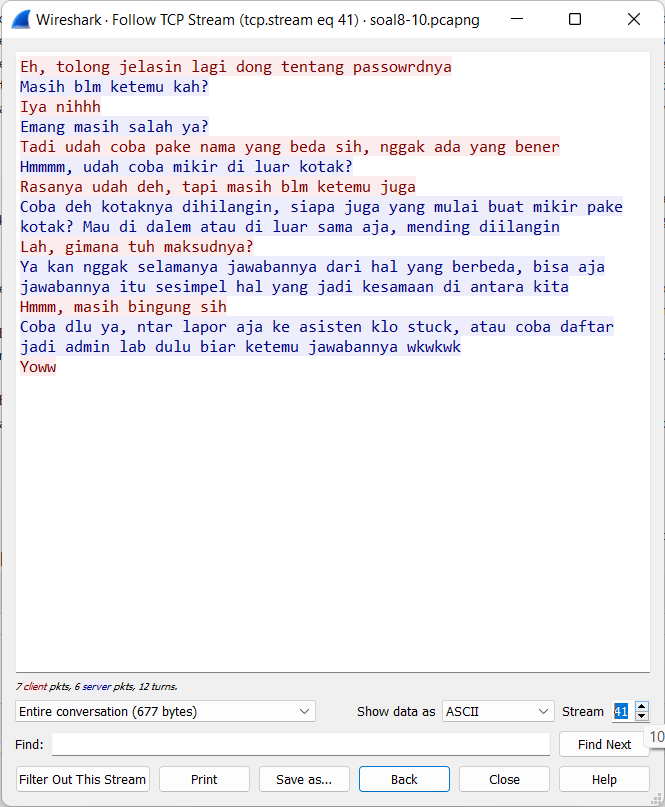 Wireshark · Follow TCP Stream (tcp.stream eq 41) · soal8-10.pcapng
Eh, tolong jelasin lagi dong tentang passowrdnya
Masih blm ketemu kah?
Iya nihhh
Emang masih salah ya?
Tadi udah coba pake nama yang beda sih, nggak ada yang bener
Hmmmm, udah coba mikir di luar kotak?
Rasanya udah deh, tapi masih blm ketemu juga
Coba deh kotaknya dihilangin, siapa juga yang mulai buat mikir pake
kotak? Mau di dalem atau di luar sama aja, mending diilangin
Lah, gimana tuh maksudnya?
Ya kan nggak selamanya jawabannya dari hal yang berbeda, bisa aja
jawabannya itu sesimpel hal yang jadi kesamaan di antara kita
Hmmm, masih bingung sih
Coba dlu ya, ntar lapor aja ke asisten klo stuck, atau coba daftar
jadi admin lab dulu biar ketemu jawabannya wkwkwk
Yoww
7 client pkts, 6 server pkts, 12 turns.
Entire conversation (677 bytes)
Show data as
ASCII
Stream
41
Find:
Find Next
10
Filter Out This Stream
Print
Save as...
Back
Close
Help